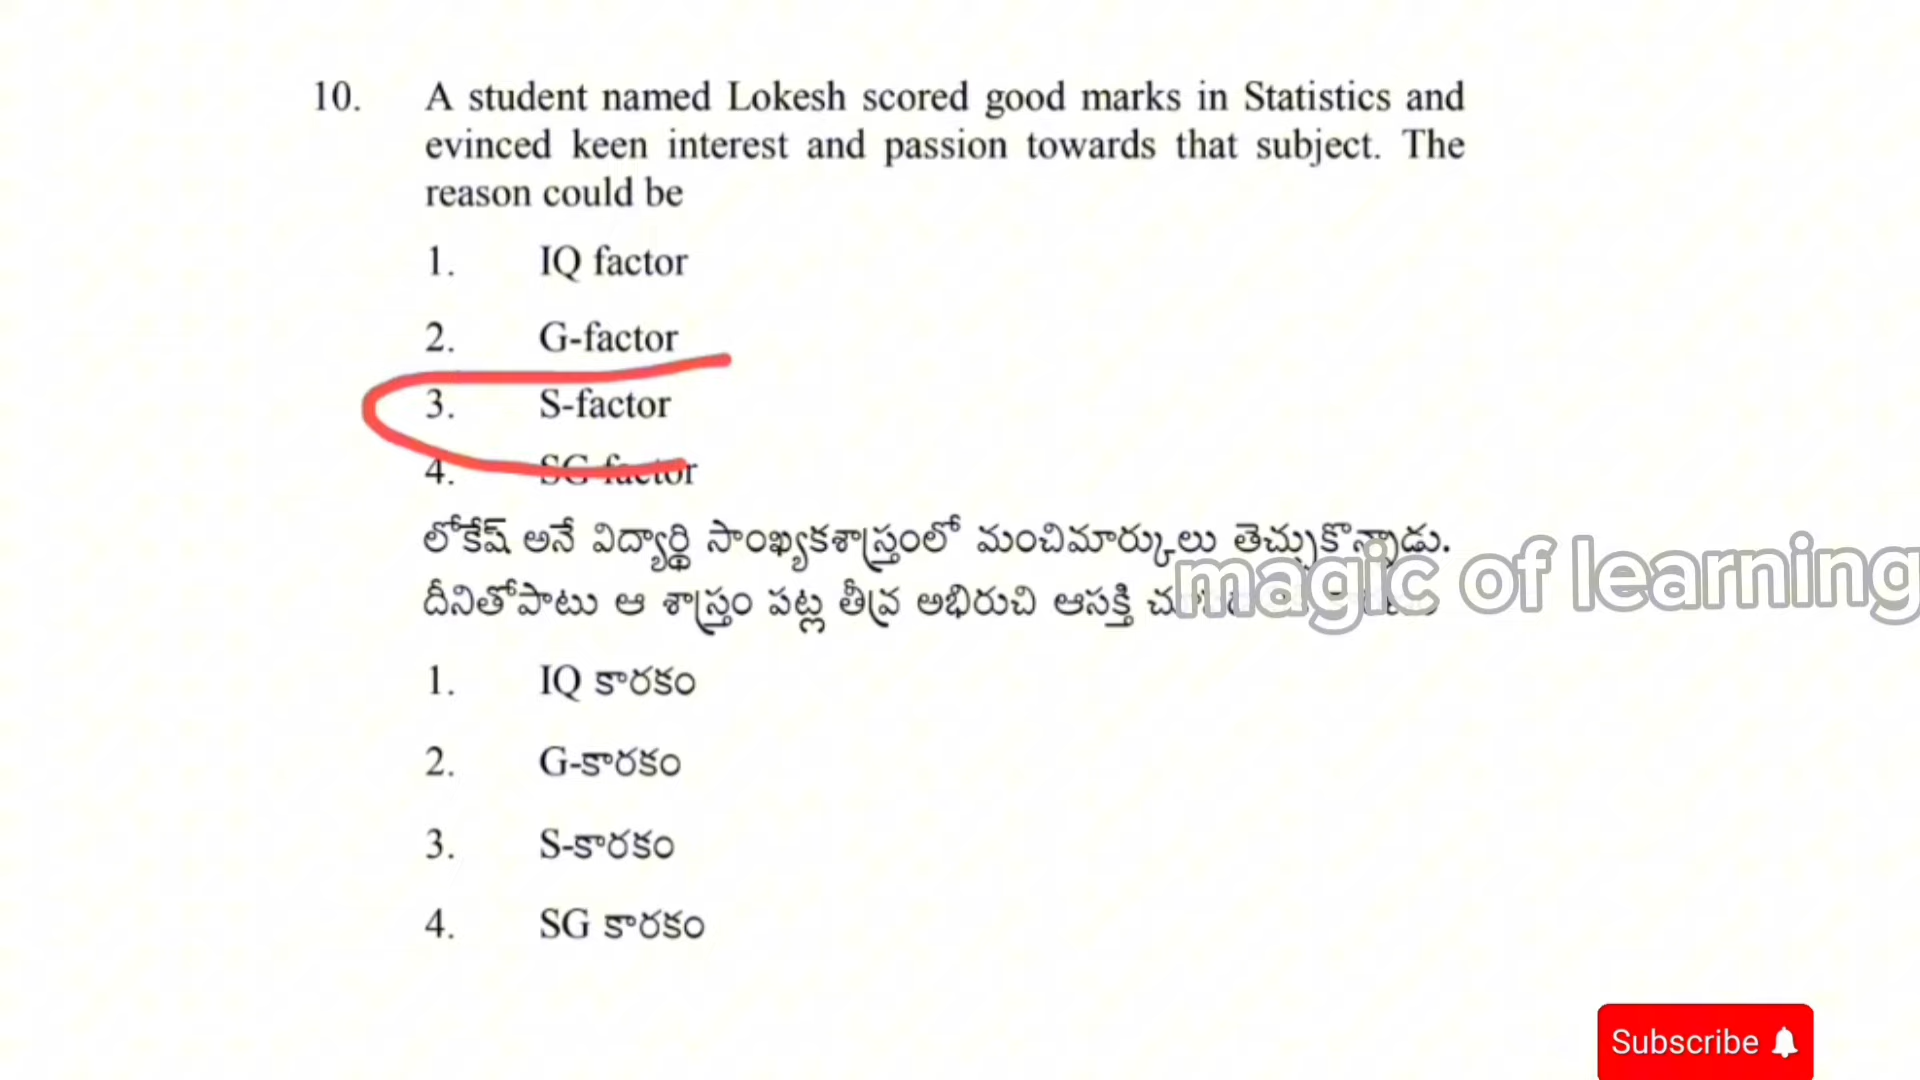 10. A student named Lokesh scored good marks in Statistics and
evinced keen interest and passion towards that subject. The
reason could be
1. IQ factor
2. G-factor
3. S-factor
4. SG factor
లోకేష్ అనే విద్యార్థి సాంఖ్యకశాస్త్రంలో మంచిమార్కులు తెచ్చుకొన్నాడు.
దీనితోపాటు ఆ శాస్త్రం పట్ల తీవ్ర అభిరుచి ఆసక్తి
magic of learning
1. IQ కారకం
2. G-కారకం
3. S-కారకం
4. SG కారకం
Subscribe